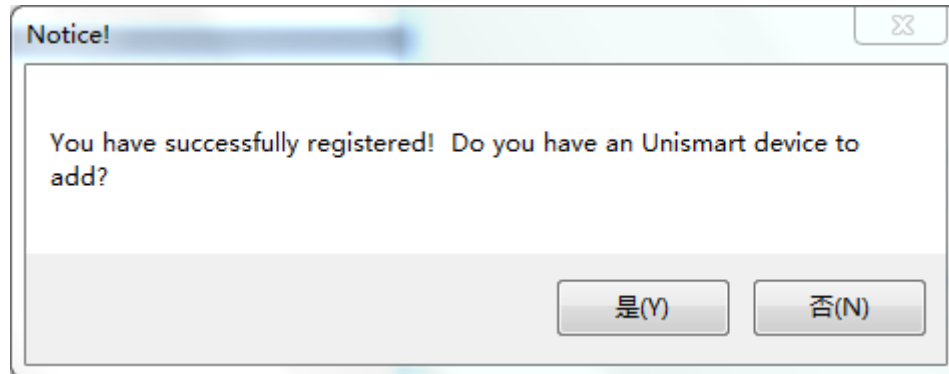 Notice!
You have successfully registered!  Do you have an Unismart device to
add?
是(Y)
否(N)